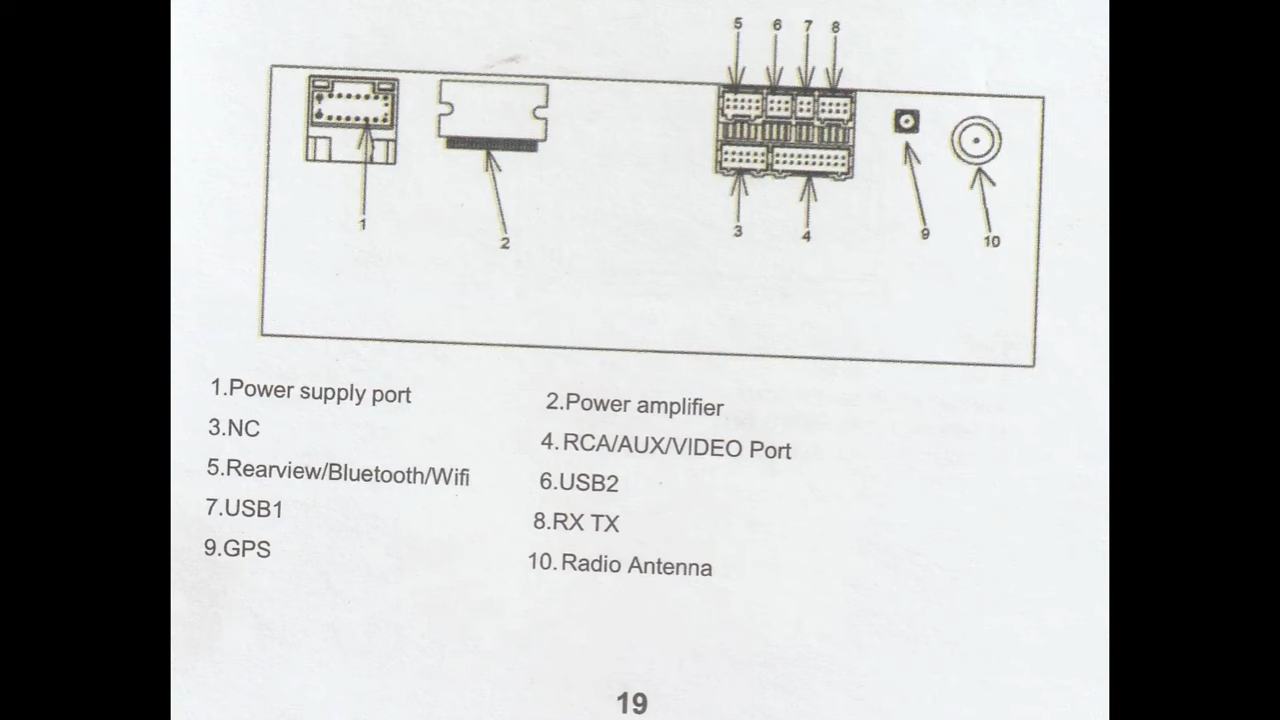 5 6 7 8
1 2 3 4 9 10
1.Power supply port
2.Power amplifier
3.NC
4.RCA/AUX/VIDEO Port
5.Rearview/Bluetooth/Wifi
6.USB2
7.USB1
8.RX TX
9.GPS
10.Radio Antenna
19